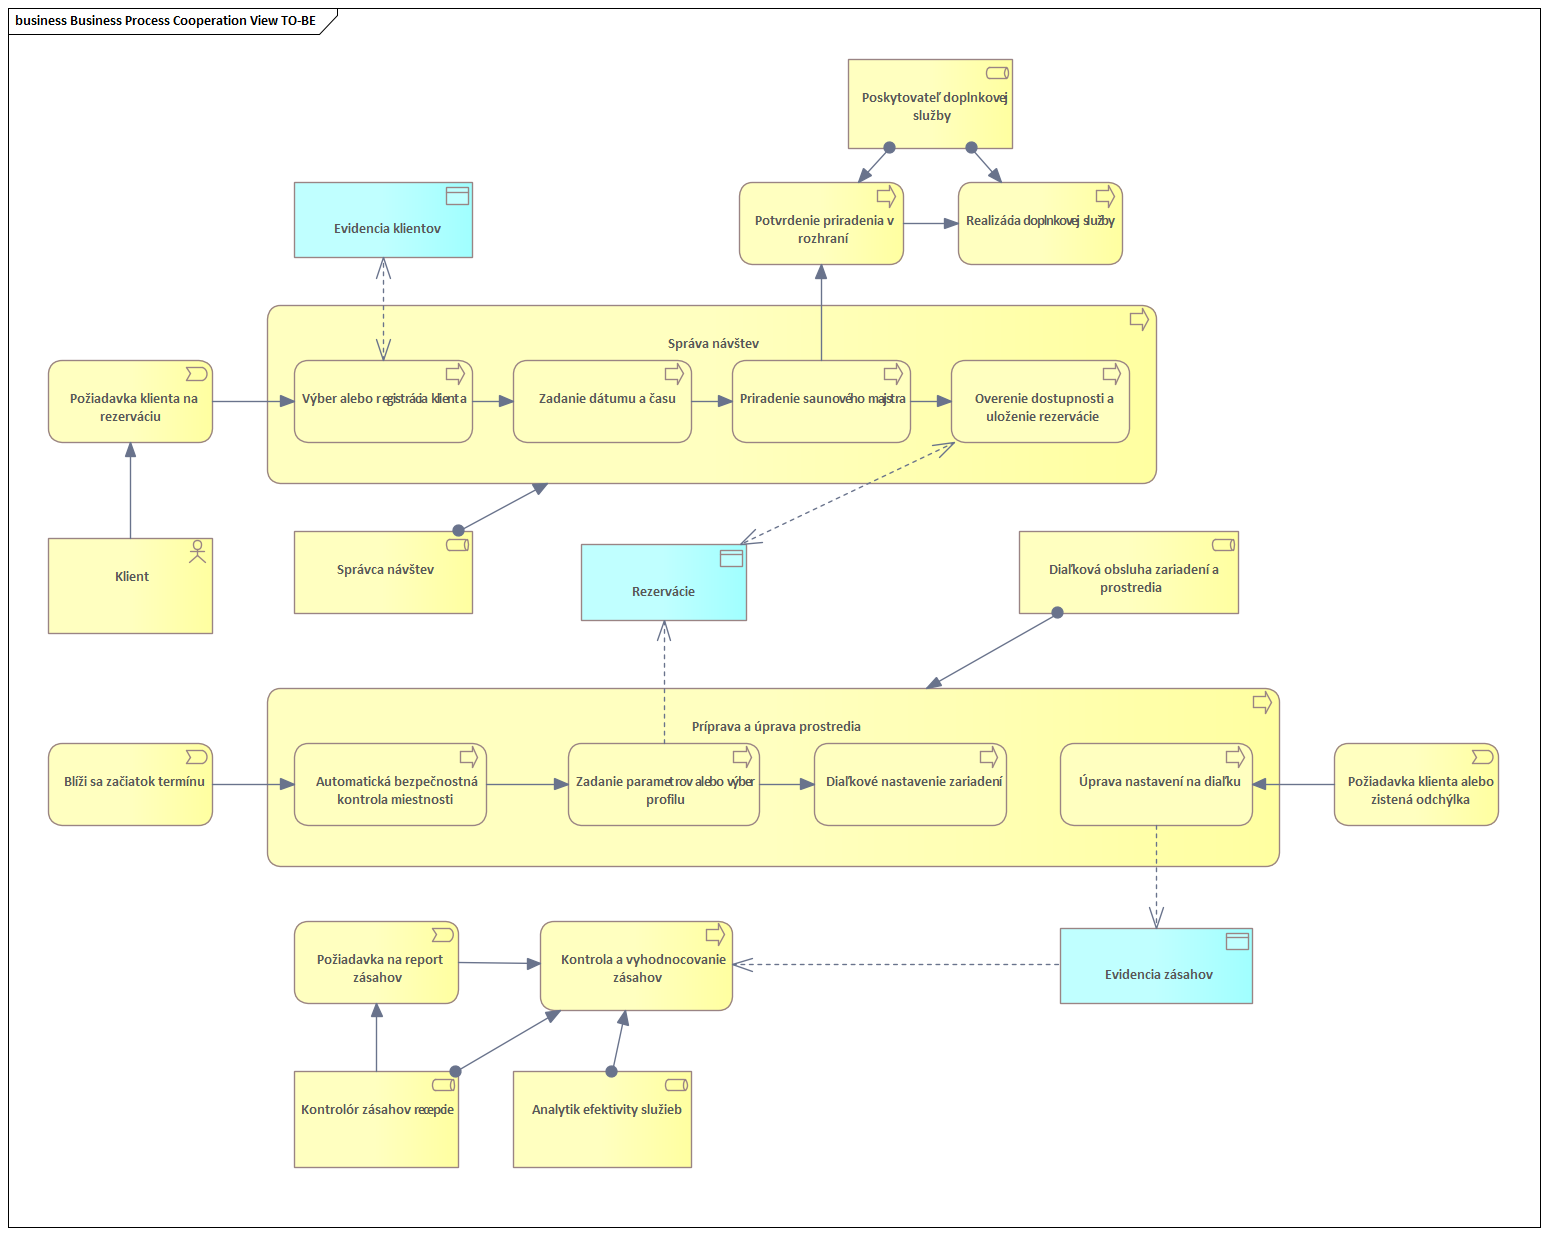 business Business Process Cooperation View TO-BE
Poskytovateľ doplnkovej
služby
Evidencia klientov
Potvrdenie priradenia v
rozhraní
Realizácia doplnkovej služby
Správa návštev
Požiadavka klienta na
rezerváciu
Výber alebo registrácia klienta
Zadanie dátumu a času
Priradenie saunového majstra
Overenie dostupnosti a
uloženie rezervácie
Klient
Správca návštev
Rezervácie
Diaľková obsluha zariadení a
prostredia
Príprava a úprava prostredia
Blíži sa začiatok termínu
Automatická bezpečnostná
kontrola miestnosti
Zadanie parametrov alebo výber
profilu
Diaľkové nastavenie zariadení
Úprava nastavení na diaľku
Požiadavka klienta alebo
zistená odchýlka
Požiadavka na report
zásahov
Kontrola a vyhodnocovanie
zásahov
Evidencia zásahov
Kontrolór zásahov recepcie
Analytik efektivity služieb